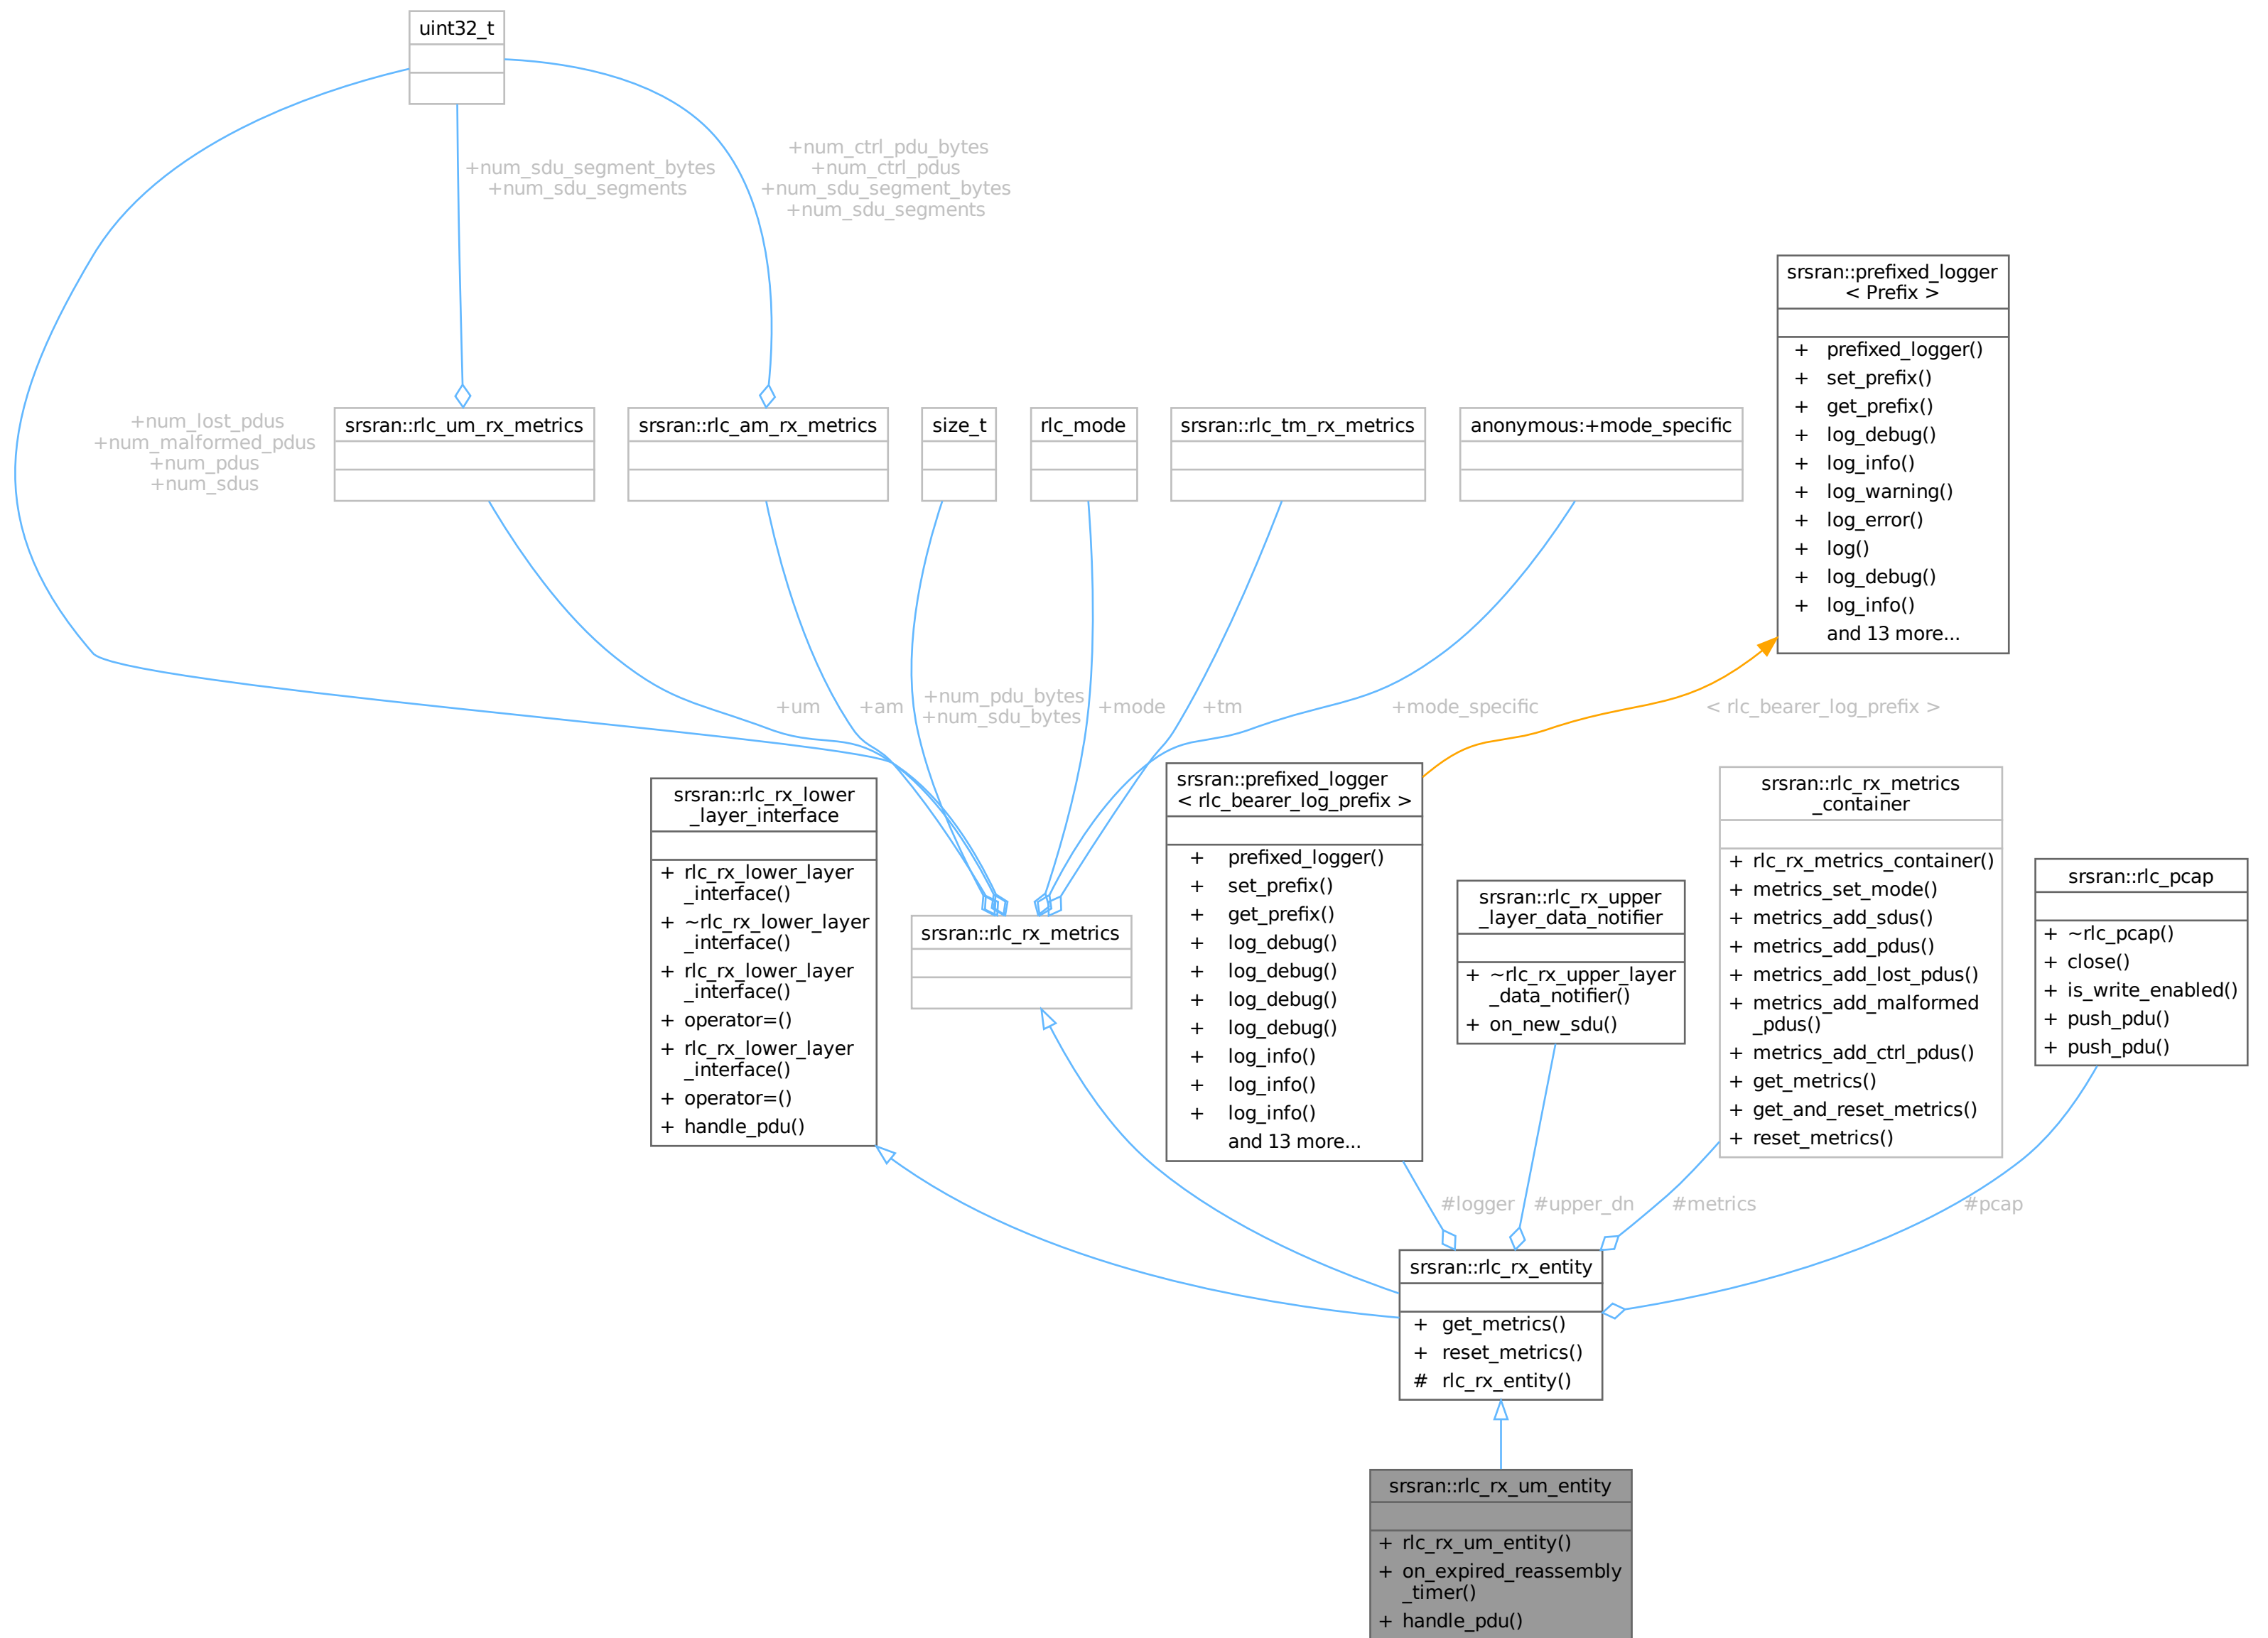 uint32_t
+num_sdu_segment_bytes
+num_sdu_segments
+num_ctrl_pdu_bytes
+num_ctrl_pdus
+num_sdu_segment_bytes
+num_sdu_segments
srsran::prefixed_logger
< Prefix >
+ prefixed_logger()
+ set_prefix()
+ get_prefix()
+ log_debug()
+ log_info()
+ log_warning()
+ log_error()
+ log()
+ log_debug()
+ log_info()
and 13 more...
+num_lost_pdus
+num_malformed_pdus
+num_pdus
+num_sdus
srsran::rlc_um_rx_metrics
srsran::rlc_am_rx_metrics
size_t
rlc_mode
srsran::rlc_tm_rx_metrics
anonymous:+mode_specific
+um
+am
+num_pdu_bytes
+num_sdu_bytes
+mode
+tm
+mode_specific
< rlc_bearer_log_prefix >
srsran::rlc_rx_lower
_layer_interface
+ rlc_rx_lower_layer
_interface()
+ ~rlc_rx_lower_layer
_interface()
+ rlc_rx_lower_layer
_interface()
+ operator=()
+ rlc_rx_lower_layer
_interface()
+ operator=()
+ handle_pdu()
srsran::rlc_rx_metrics
srsran::prefixed_logger
< rlc_bearer_log_prefix >
+ prefixed_logger()
+ set_prefix()
+ get_prefix()
+ log_debug()
+ log_debug()
+ log_debug()
+ log_debug()
+ log_info()
+ log_info()
+ log_info()
and 13 more...
srsran::rlc_rx_upper
_layer_data_notifier
+ ~rlc_rx_upper_layer
_data_notifier()
+ on_new_sdu()
srsran::rlc_rx_metrics
_container
+ rlc_rx_metrics_container()
+ metrics_set_mode()
+ metrics_add_sdus()
+ metrics_add_pdus()
+ metrics_add_lost_pdus()
+ metrics_add_malformed
_pdus()
+ metrics_add_ctrl_pdus()
+ get_metrics()
+ get_and_reset_metrics()
+ reset_metrics()
srsran::rlc_pcap
+ ~rlc_pcap()
+ close()
+ is_write_enabled()
+ push_pdu()
+ push_pdu()
#logger
#upper_dn
#metrics
#pcap
srsran::rlc_rx_entity
+ get_metrics()
+ reset_metrics()
# rlc_rx_entity()
srsran::rlc_rx_um_entity
+ rlc_rx_um_entity()
+ on_expired_reassembly
_timer()
+ handle_pdu()